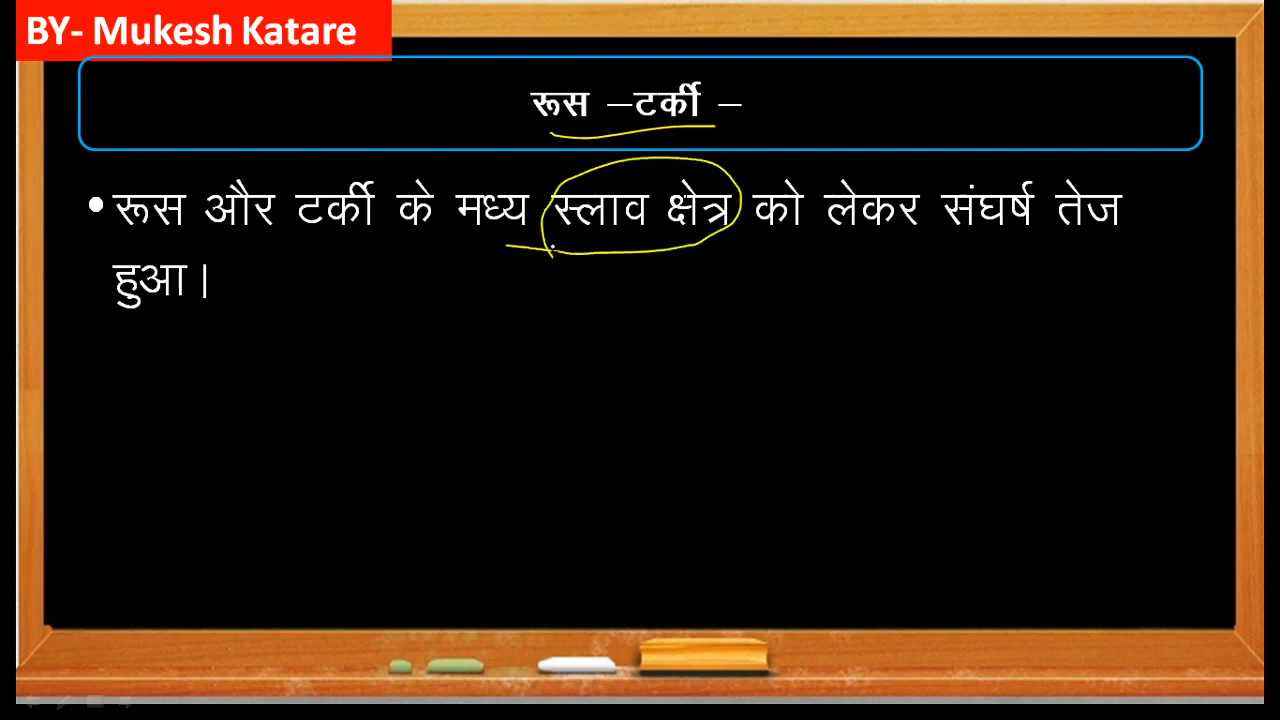 BY- Mukesh Katare
रूस –टर्की –
•रूस और टर्की के मध्य स्लाव क्षेत्र को लेकर संघर्ष तेज
हुआ।